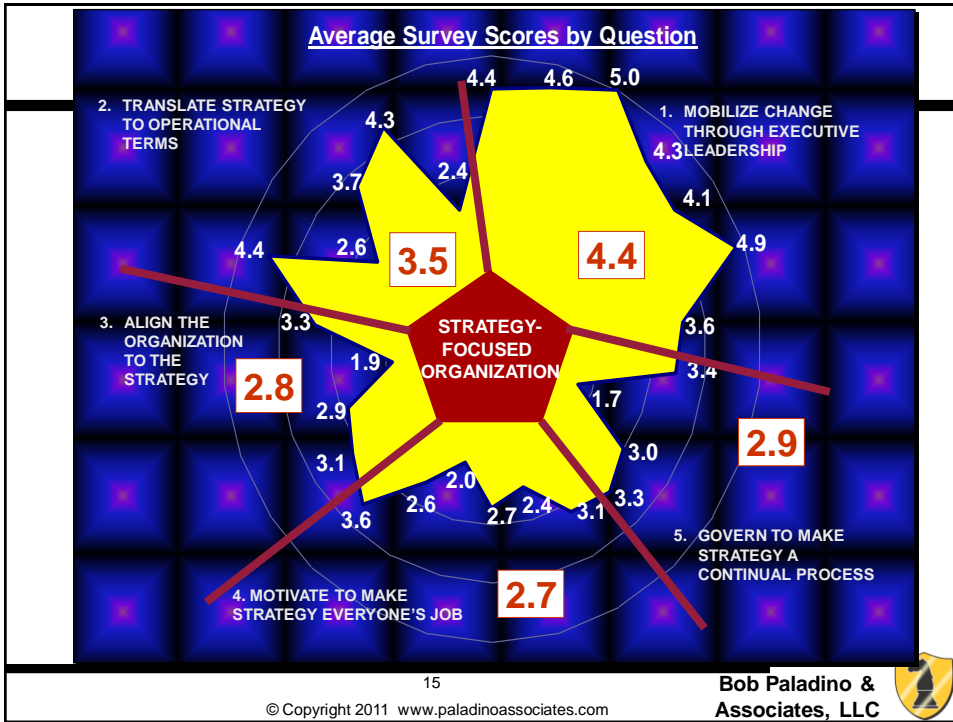 Average Survey Scores by Question
4.4
4.6
5.0
2. TRANSLATE STRATEGY
TO OPERATIONAL
TERMS
1. MOBILIZE CHANGE
THROUGH EXECUTIVE
LEADERSHIP
4.3
4.3
3.7
2.4
4.1
4.4
2.6
3.5
4.4
4.9
3. ALIGN THE
ORGANIZATION
TO THE
STRATEGY
3.3
STRATEGY-
FOCUSED
ORGANIZATION
3.6
1.9
3.4
2.8
2.9
1.7
2.9
3.1
3.0
3.6
2.6
2.0
2.7
2.4
3.1
3.3
5. GOVERN TO MAKE
STRATEGY A
CONTINUAL PROCESS
4. MOTIVATE TO MAKE
STRATEGY EVERYONE'S JOB
2.7
15
© Copyright 2011 www.paladinoassociates.com
Bob Paladino &
Associates, LLC